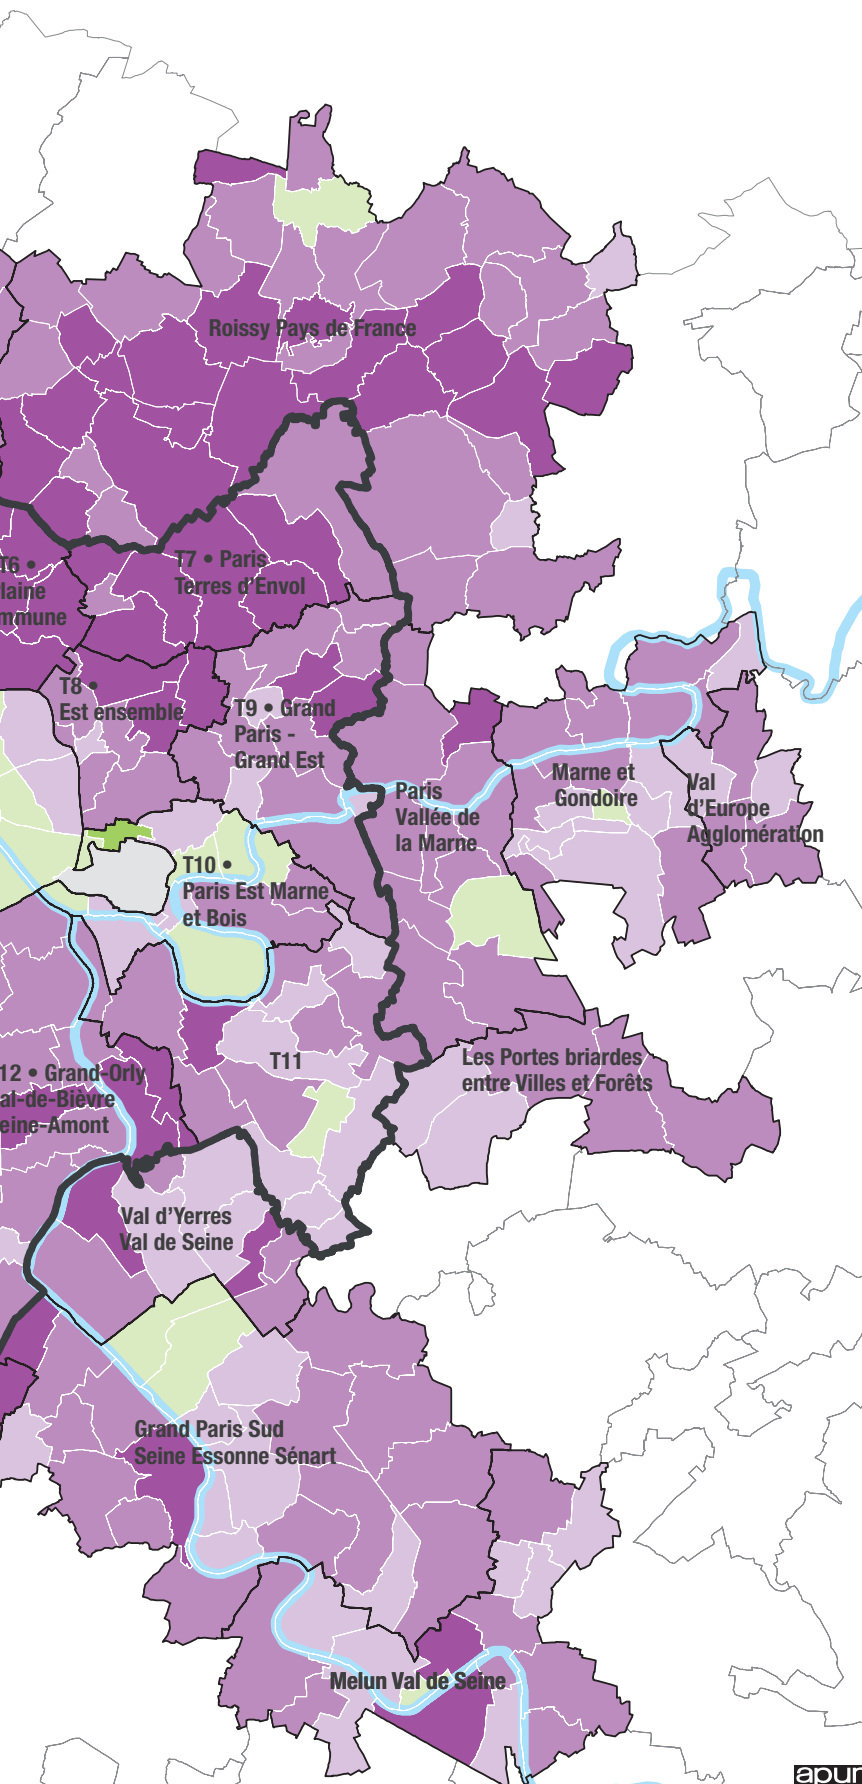 Roissy Pays de France
T6 •
laine
mmune
T7 • Paris
Terres d'Envol
T8 •
Est ensemble
T9 • Grand
Paris -
Grand Est
Paris
Vallée de
la Marne
Marne et
Gondoire
Val
d'Europe
Agglomération
T10 •
Paris Est Marne
et Bois
T11
12 • Grand-Orly
al-de-Bièvre
eine-Amont
Les Portes briardes
entre Villes et Forêts
Val d'Yerres
Val de Seine
Grand Paris Sud
Seine Essonne Sénart
Melun Val de Seine
apur